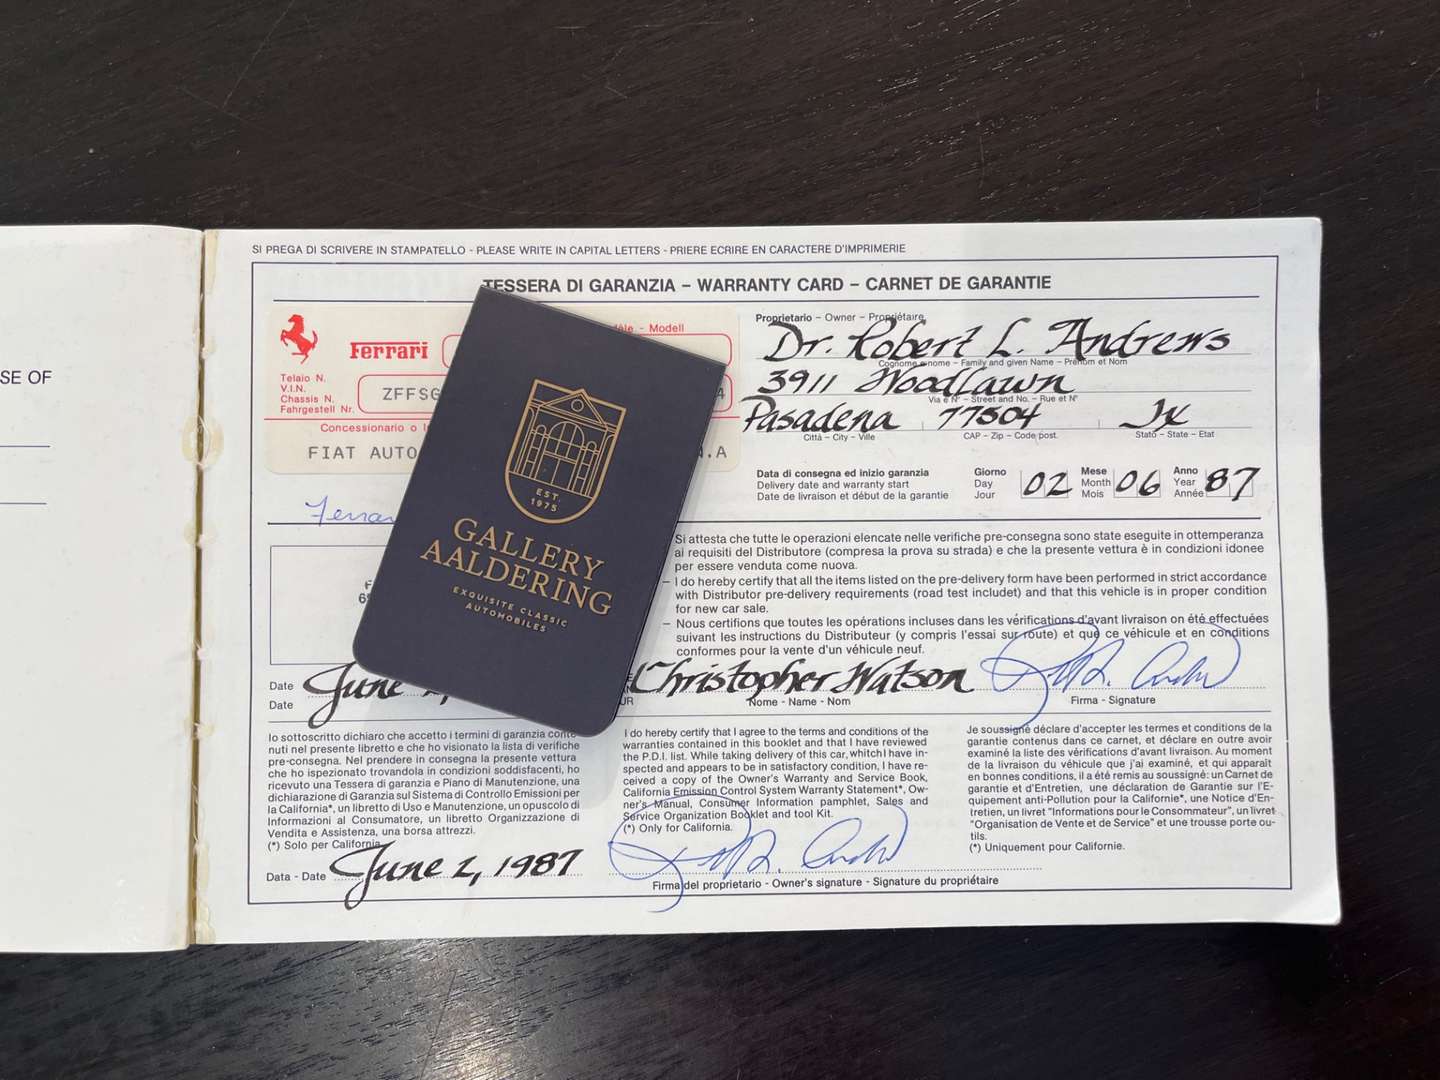 SE OF
SI PREGA DI SCRIVERE IN STAMPATELLO - PLEASE WRITE IN CAPITAL LETTERS - PRIERE ECRIRE EN CARACTERE D'IMPRIMERIE
TESSERA DI GARANZIA – WARRANTY CARD – CARNET DE GARANTIE
èle - Modell
Ferrari
Telaio N.
V.I.N.
Chassis N.
Fahrgestell Nr.
ZFFSG
4
Concessionario o I
FIAT AUTO
.A
Ferrar
Proprietario – Owner – Propriétaire
Dr. Robert L. Andrews
Cognome e nome – Family and given Name – Prénom et Nom
3911 Woodlawn
Via e N° – Street and No. – Rue et N°
Pasadena 77504 Tx
Città – City – Ville
CAP – Zip – Code post.
Stato – State – Etat
Data di consegna ed inizio garanzia
Delivery date and warranty start
Date de livraison et début de la garantie
Giorno
Day
Jour
02
Mese
Month
Mois
06
Anno
Year
Année
87
GALLERY
AALDERING
EXQUISITE CLASSIC
AUTOMOBILES
EST.
1975
Si attesta che tutte le operazioni elencate nelle verifiche pre-consegna sono state eseguite in ottemperanza
ai requisiti del Distributore (compresa la prova su strada) e che la presente vettura è in condizioni idonee
per essere venduta come nuova.
– I do hereby certify that all the items listed on the pre-delivery form have been performed in strict accordance
with Distributor pre-delivery requirements (road test includet) and that this vehicle is in proper condition
for new car sale.
– Nous certifions que toutes les opérations incluses dans les vérifications d'avant livraison on été effectuées
suivant les instructions du Distributeur (y compris l'essai sur route) et que ce véhicule et en conditions
conformes pour la vente d'un véhicule neuf.
Date
Date
June
UR
Christopher Watson
Nome - Name - Nom
Firma - Signature
Io sottoscritto dichiaro che accetto i termini di garanzia conte
nuti nel presente libretto e che ho visionato la lista di verifiche
pre-consegna. Nel prendere in consegna la presente vettura
che ho ispezionato trovandola in condizioni soddisfacenti, ho
ricevuto una Tessera di garanzia e Piano di Manutenzione, una
dichiarazione di Garanzia sul Sistema di Controllo Emissioni per
la California*, un libretto di Uso e Manutenzione, un opuscolo di
Informazioni al Consumatore, un libretto Organizzazione di
Vendita e Assistenza, una borsa attrezzi.
(*) Solo per California.
I do hereby certify that I agree to the terms and conditions of the
warranties contained in this booklet and that I have reviewed
the P.D.I. list. While taking delivery of this car, whitch I have in-
spected and appears to be in satisfactory condition, I have re-
ceived a copy of the Owner's Warranty and Service Book,
California Emission Control System Warranty Statement*, Ow-
ner's Manual, Consumer Information pamphlet, Sales and
Service Organization Booklet and tool Kit.
(*) Only for California.
Je soussigné déclare d'accepter les termes et conditions de la
garantie contenus dans ce carnet, et déclare en outre avoir
examiné la liste des vérifications d'avant livraison. Au moment
de la livraison du véhicule que j'ai examiné, et qui apparaît
en bonnes conditions, il a été remis au soussigné: un Carnet de
garantie et d'Entretien, une déclaration de Garantie sur l'E-
quipement anti-Pollution pour la Californie*, une Notice d'En-
tretien, un livret "Informations pour le Consommateur", un livret
"Organisation de Vente et de Service" et une trousse porte ou-
tils.
(*) Uniquement pour Californie.
Data - Date
June 2, 1987
Firma del proprietario - Owner's signature - Signature du propriétaire